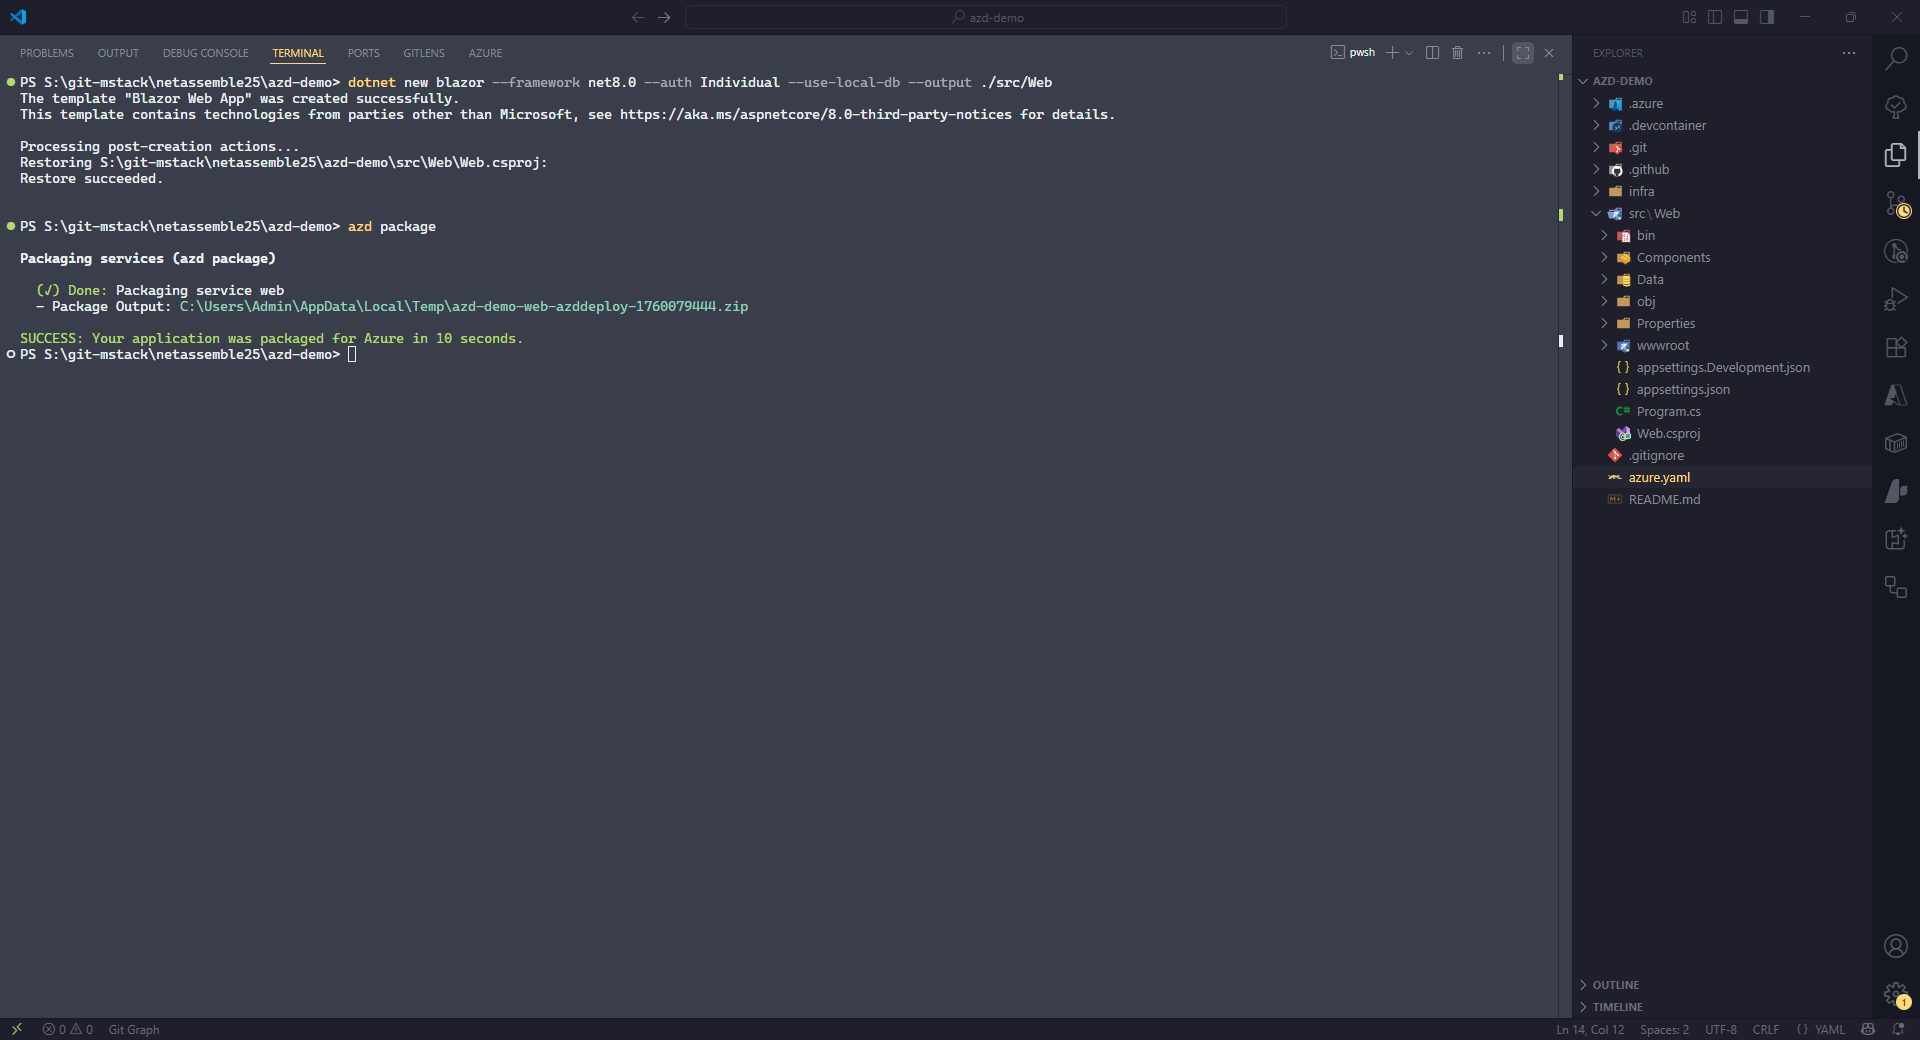 azd-demo
PROBLEMS OUTPUT DEBUG CONSOLE TERMINAL PORTS GITLENS AZURE
pwsh
PS S:\git-mstack\netassemble25\azd-demo> dotnet new blazor --framework net8.0 --auth Individual --use-local-db --output ./src/Web
The template "Blazor Web App" was created successfully.
This template contains technologies from parties other than Microsoft, see https://aka.ms/aspnetcore/8.0-third-party-notices for details.
Processing post-creation actions...
Restoring S:\git-mstack\netassemble25\azd-demo\src\Web\Web.csproj:
Restore succeeded.
PS S:\git-mstack\netassemble25\azd-demo> azd package
Packaging services (azd package)
(√) Done: Packaging service web
- Package Output: C:\Users\Admin\AppData\Local\Temp\azd-demo-web-azddeploy-1760079444.zip
SUCCESS: Your application was packaged for Azure in 10 seconds.
PS S:\git-mstack\netassemble25\azd-demo>
EXPLORER
AZD-DEMO
.azure
.devcontainer
.git
.github
infra
src\Web
bin
Components
Data
obj
Properties
wwwroot
{} appsettings.Development.json
{} appsettings.json
C# Program.cs
Web.csproj
.gitignore
YAML azure.yaml
README.md
OUTLINE
TIMELINE
1
0 0 Git Graph
Ln 14, Col 12 Spaces: 2 UTF-8 CRLF {} YAML